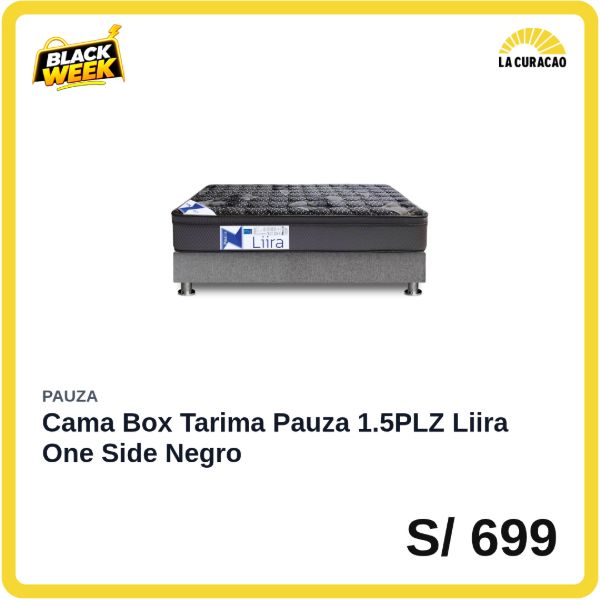 BLACK
WEEK
LA CURACAO
Liira
PAUZA
Cama Box Tarima Pauza 1.5PLZ Liira
One Side Negro
S/ 699